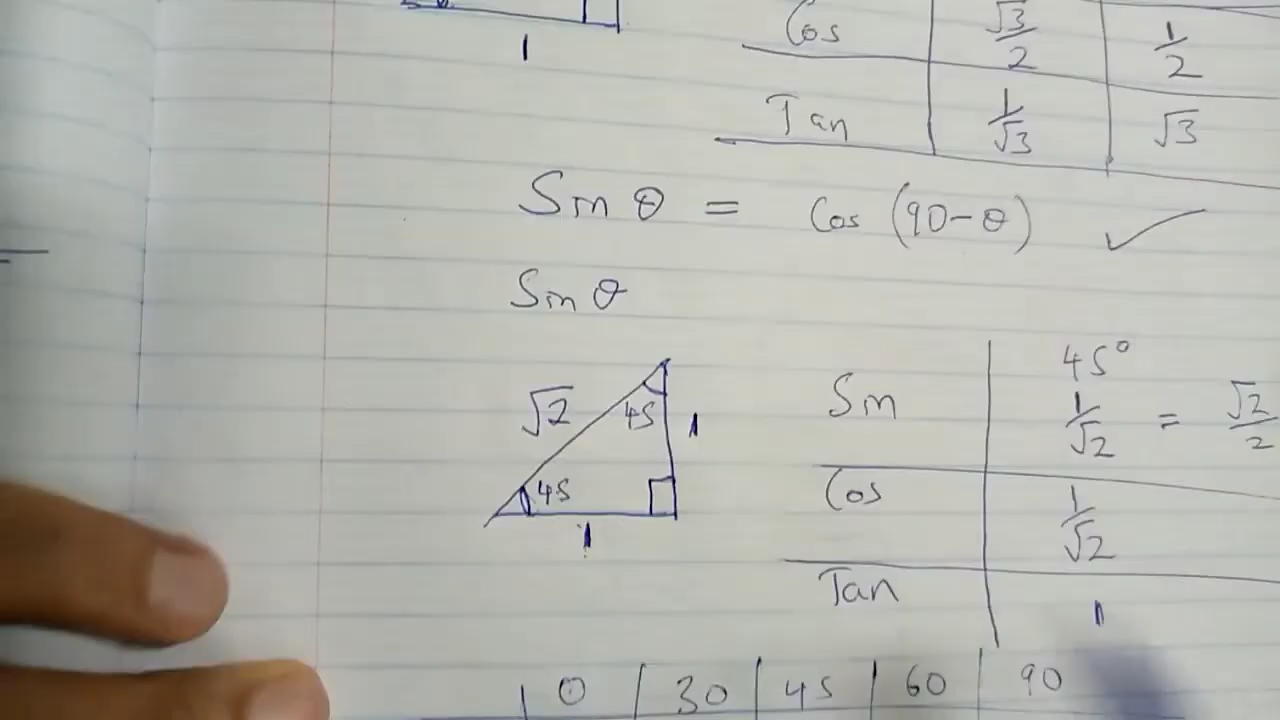 1
Cos √3/2 1/2
Tan 1/√3 √3
Sin θ = Cos (90-θ) ✓
Sin θ
√2 45 1
45
1
45°
Sin 1/√2 = √2/2
Cos 1/√2
Tan 1
0 30 45 60 90